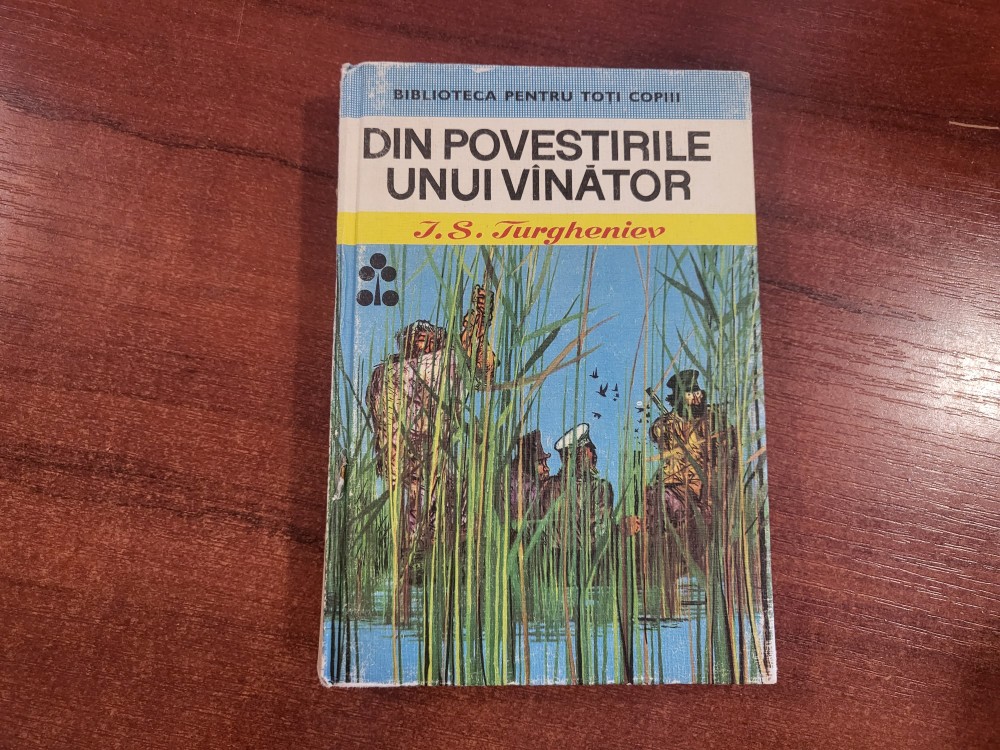 BIBLIOTECA PENTRU TOȚI COPIII
DIN POVESTIRILE
UNUI VÎNĂTOR
I. S. Turgheniev